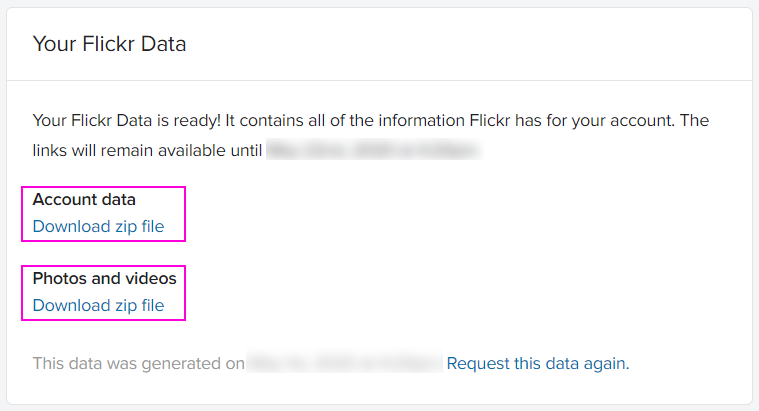 Your Flickr Data
Your Flickr Data is ready! It contains all of the information Flickr has for your account. The
links will remain available until
Account data
Download zip file
Photos and videos
Download zip file
This data was generated on Request this data again.